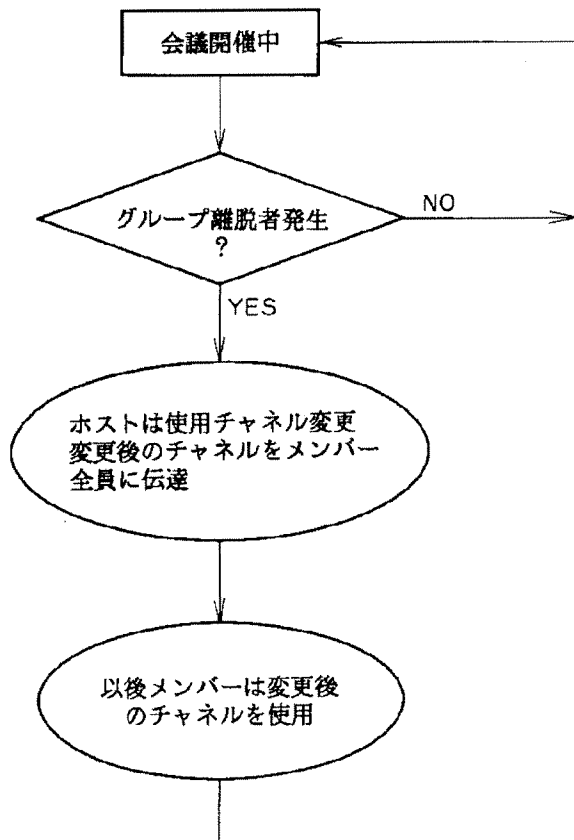 会議開催中
グループ離脱者発生
?
NO
YES
ホストは使用チャネル変更
変更後のチャネルをメンバー
全員に伝達
以後メンバーは変更後
のチャネルを使用